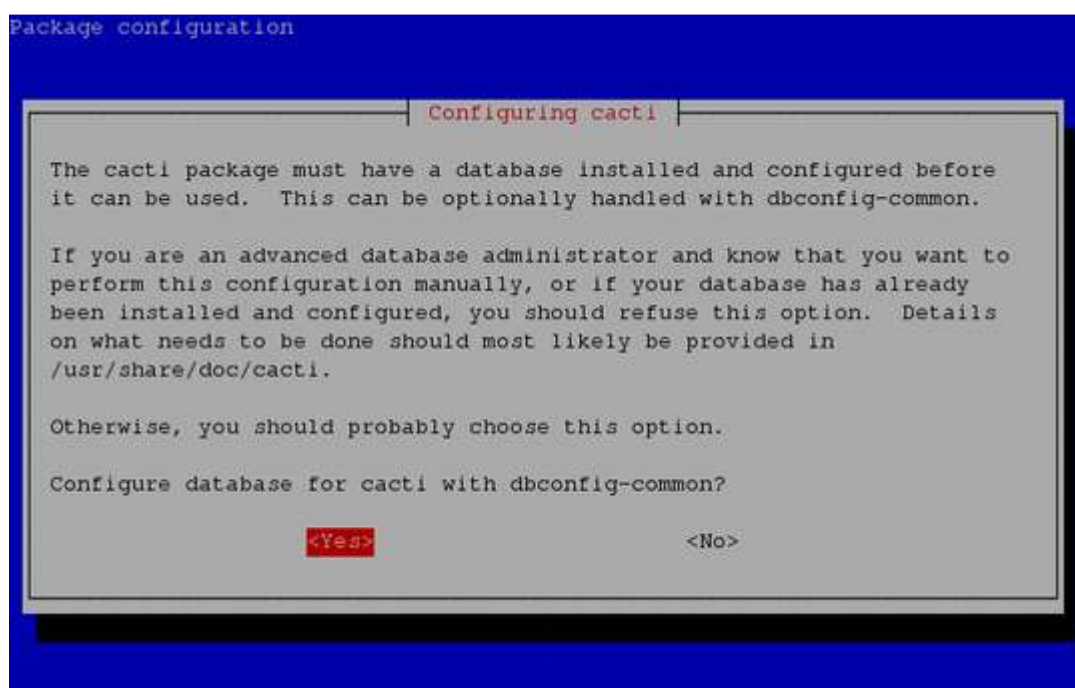 Package configuration
Configuring cacti
The cacti package must have a database installed and configured before
it can be used.  This can be optionally handled with dbconfig-common.
If you are an advanced database administrator and know that you want to
perform this configuration manually, or if your database has already
been installed and configured, you should refuse this option.  Details
on what needs to be done should most likely be provided in
/usr/share/doc/cacti.
Otherwise, you should probably choose this option.
Configure database for cacti with dbconfig-common?
<Yes> <No>